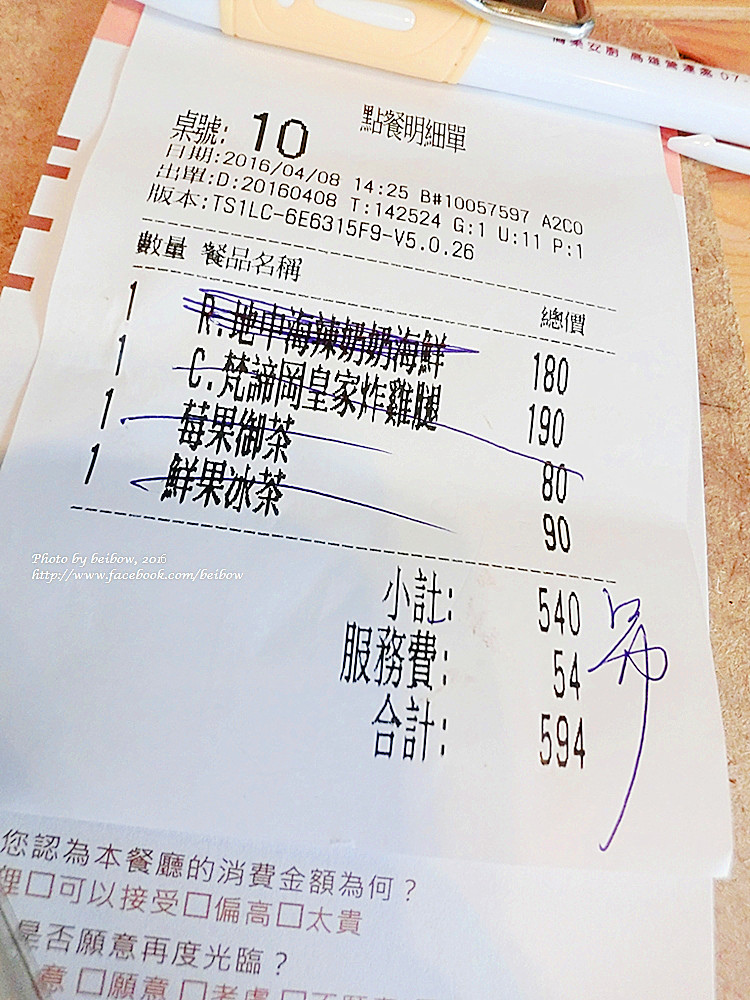 點餐明細單
桌號: 10
日期:2016/04/08 14:25 B#10057597 A2C0
出單:D:20160408 T:142524 G:1 U:11 P:1
版本:TS1LC-6E6315F9-V5.0.26
數量 餐品名稱 總價
1 R.地中海辣奶奶海鮮 180
1 C.梵諦岡皇家炸雞腿 190
1 莓果御茶 80
1 鮮果冰茶 90
小計: 540
服務費: 54
合計: 594
Photo by beibow, 2016
http://www.facebook.com/beibow
您認為本餐廳的消費金額為何？
□可以接受□偏高□太貴
是否願意再度光臨？
意 □願意 □考慮